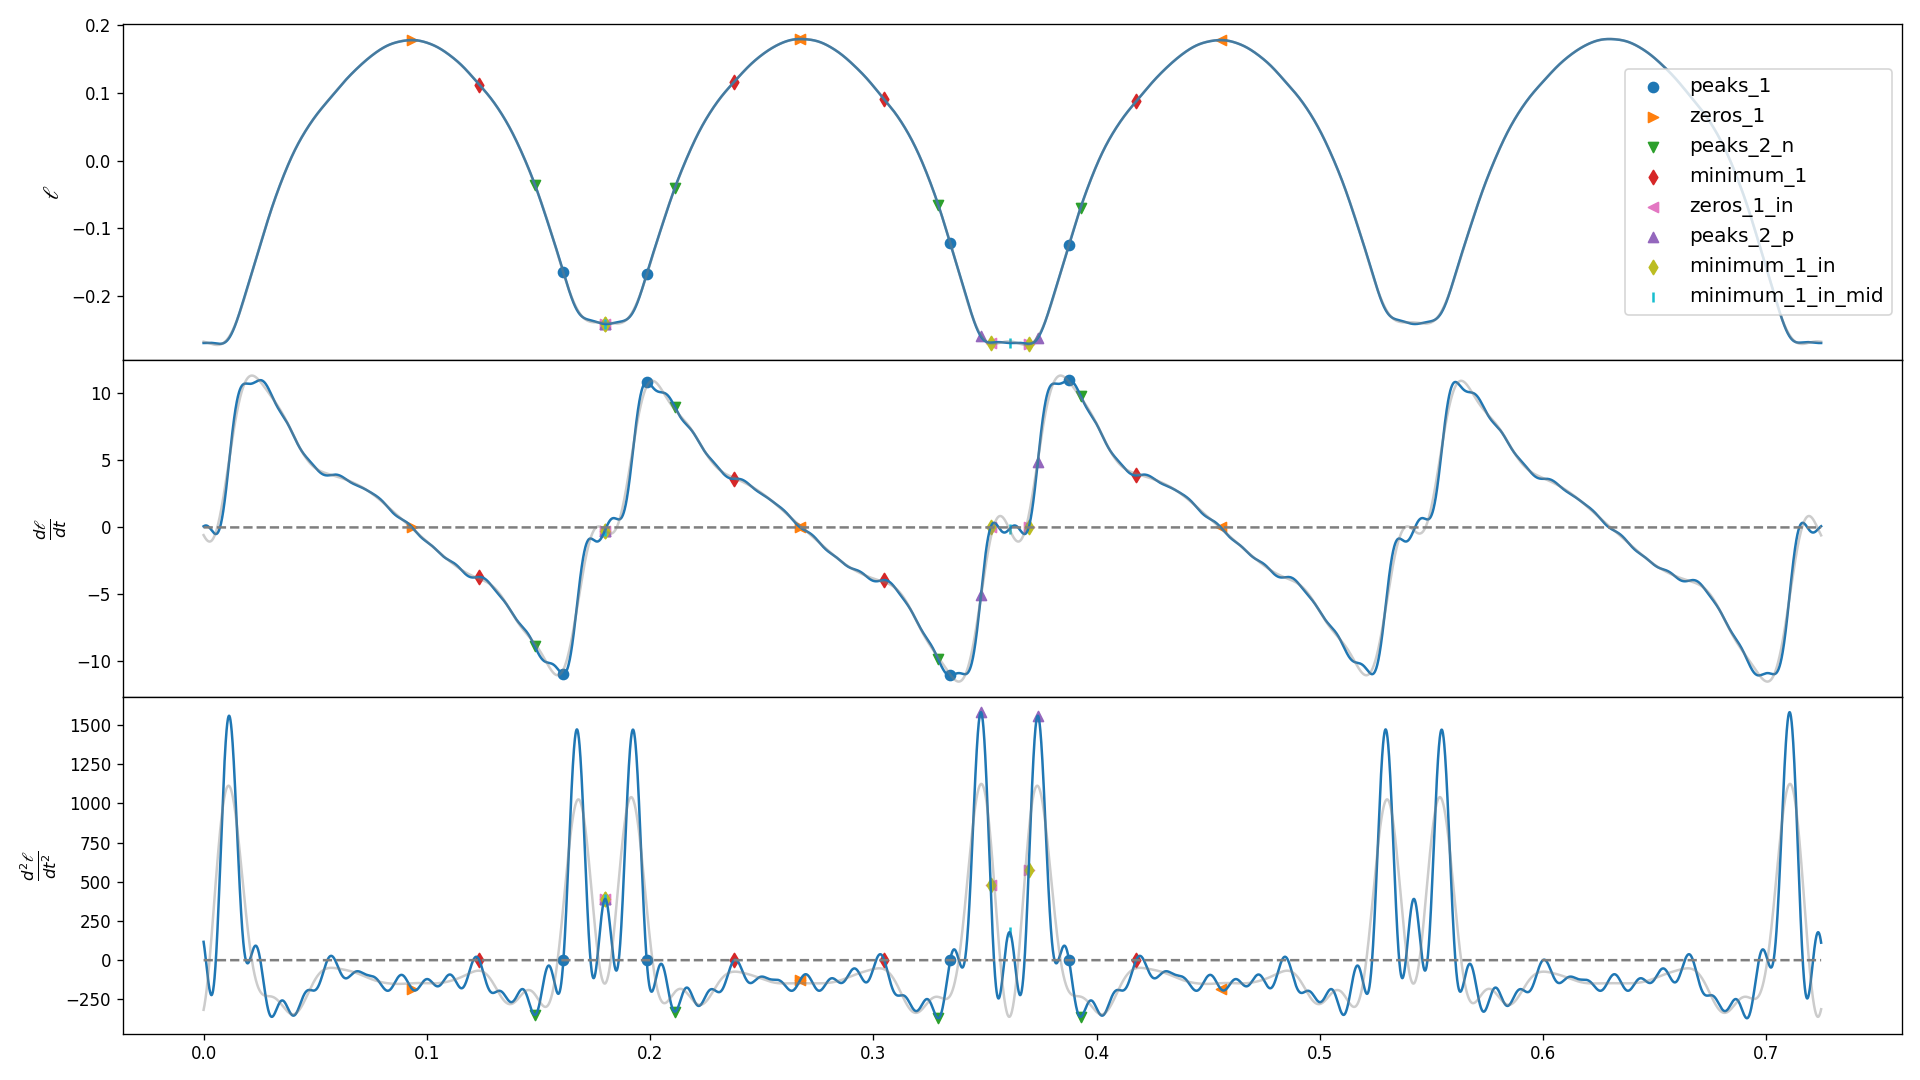 0.2
0.1
0.0
−0.1
−0.2
ℓ
peaks_1
zeros_1
peaks_2_n
minimum_1
zeros_1_in
peaks_2_p
minimum_1_in
minimum_1_in_mid
10
5
0
−5
−10
dℓ
dt
1500
1250
1000
750
500
250
0
−250
d²ℓ
dt²
0.0 0.1 0.2 0.3 0.4 0.5 0.6 0.7